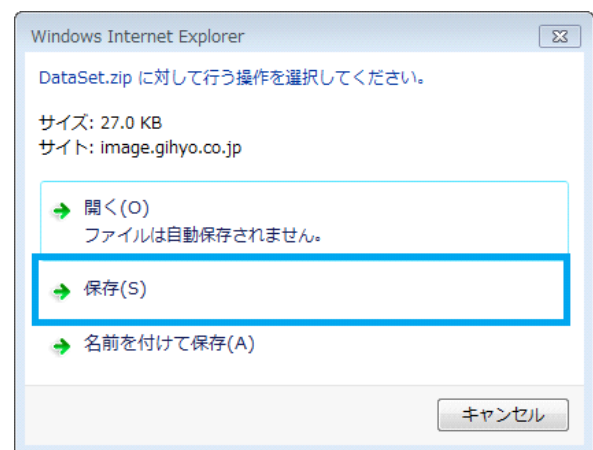 Windows Internet Explorer
DataSet.zip に対して行う操作を選択してください。
サイズ: 27.0 KB
サイト: image.gihyo.co.jp
開く(O)
ファイルは自動保存されません。
保存(S)
名前を付けて保存(A)
キャンセル